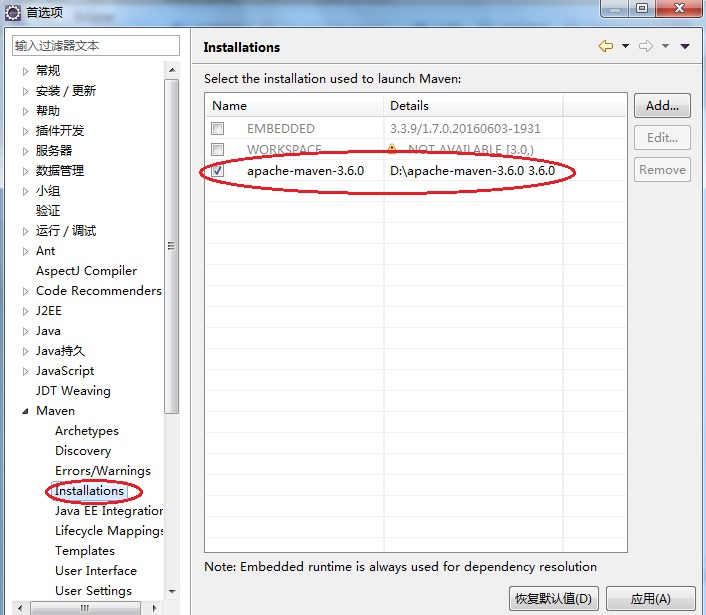 首选项
输入过滤器文本
常规
安装 / 更新
帮助
插件开发
服务器
数据管理
小组
验证
运行 / 调试
Ant
AspectJ Compiler
Code Recommenders
J2EE
Java
Java持久
JavaScript
JDT Weaving
Maven
Archetypes
Discovery
Errors/Warnings
Installations
Java EE Integration
Lifecycle Mappings
Templates
User Interface
User Settings
Installations
Select the installation used to launch Maven:
Name Details
EMBEDDED 3.3.9/1.7.0.20160603-1931
WORKSPACE NOT AVAILABLE [3.0,)
apache-maven-3.6.0 D:\apache-maven-3.6.0 3.6.0
Add...
Edit...
Remove
Note: Embedded runtime is always used for dependency resolution
恢复默认值(D) 应用(A)